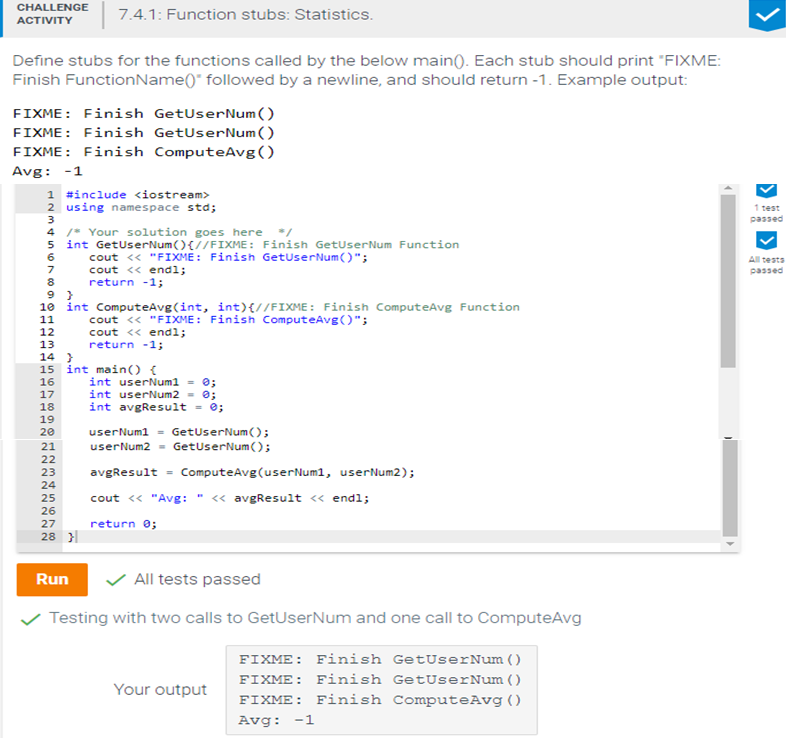 CHALLENGE
ACTIVITY
7.4.1: Function stubs: Statistics.
Define stubs for the functions called by the below main(). Each stub should print "FIXME:
Finish FunctionName()" followed by a newline, and should return -1. Example output:
FIXME: Finish GetUserNum()
FIXME: Finish GetUserNum()
FIXME: Finish ComputeAvg()
Avg: -1
1 #include <iostream>
2 using namespace std;
3
4 /* Your solution goes here  */
5 int GetUserNum(){//FIXME: Finish GetUserNum Function
6    cout << "FIXME: Finish GetUserNum()";
7    cout << endl;
8    return -1;
9 }
10 int ComputeAvg(int, int){//FIXME: Finish ComputeAvg Function
11    cout << "FIXME: Finish ComputeAvg()";
12    cout << endl;
13    return -1;
14 }
15 int main() {
16    int userNum1 = 0;
17    int userNum2 = 0;
18    int avgResult = 0;
19
20    userNum1 = GetUserNum();
21    userNum2 = GetUserNum();
22
23    avgResult = ComputeAvg(userNum1, userNum2);
24
25    cout << "Avg: " << avgResult << endl;
26
27    return 0;
28 }
1 test
passed
All tests
passed
Run
All tests passed
Testing with two calls to GetUserNum and one call to ComputeAvg
Your output
FIXME: Finish GetUserNum()
FIXME: Finish GetUserNum()
FIXME: Finish ComputeAvg()
Avg: -1